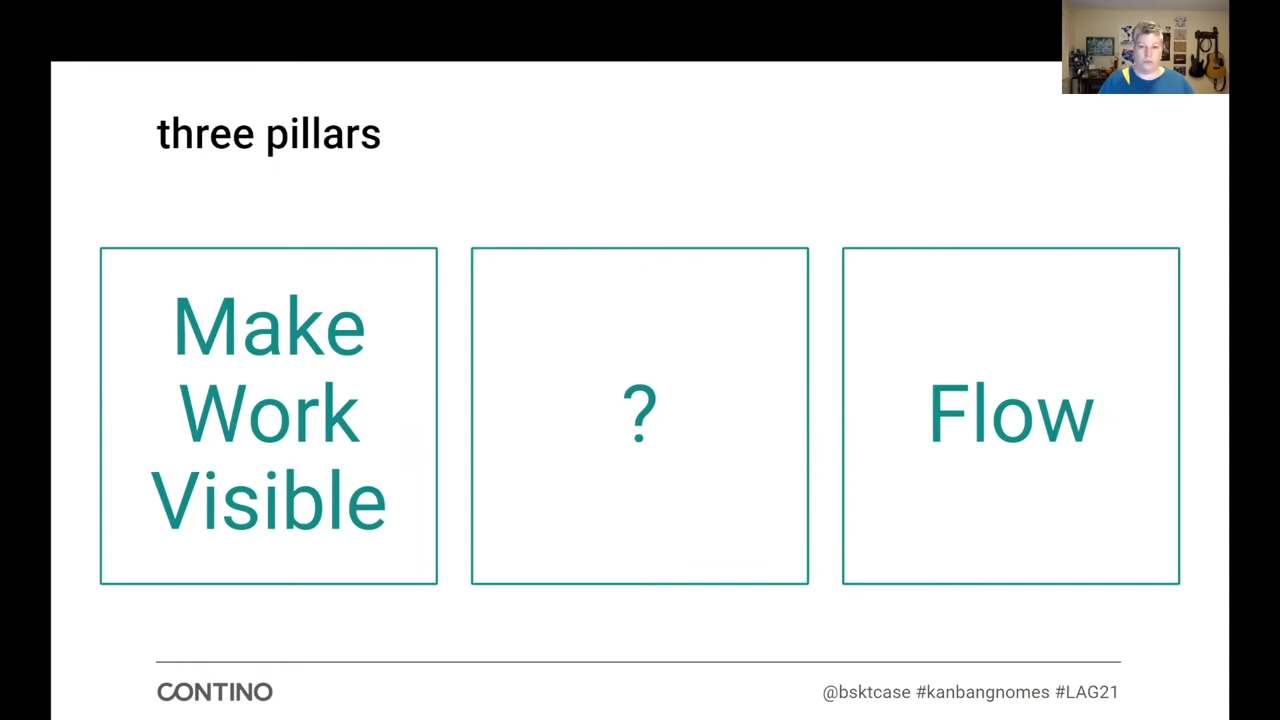 three pillars
Make
Work
Visible
?
Flow
CONTINO
@bsktcase #kanbangnomes #LAG21